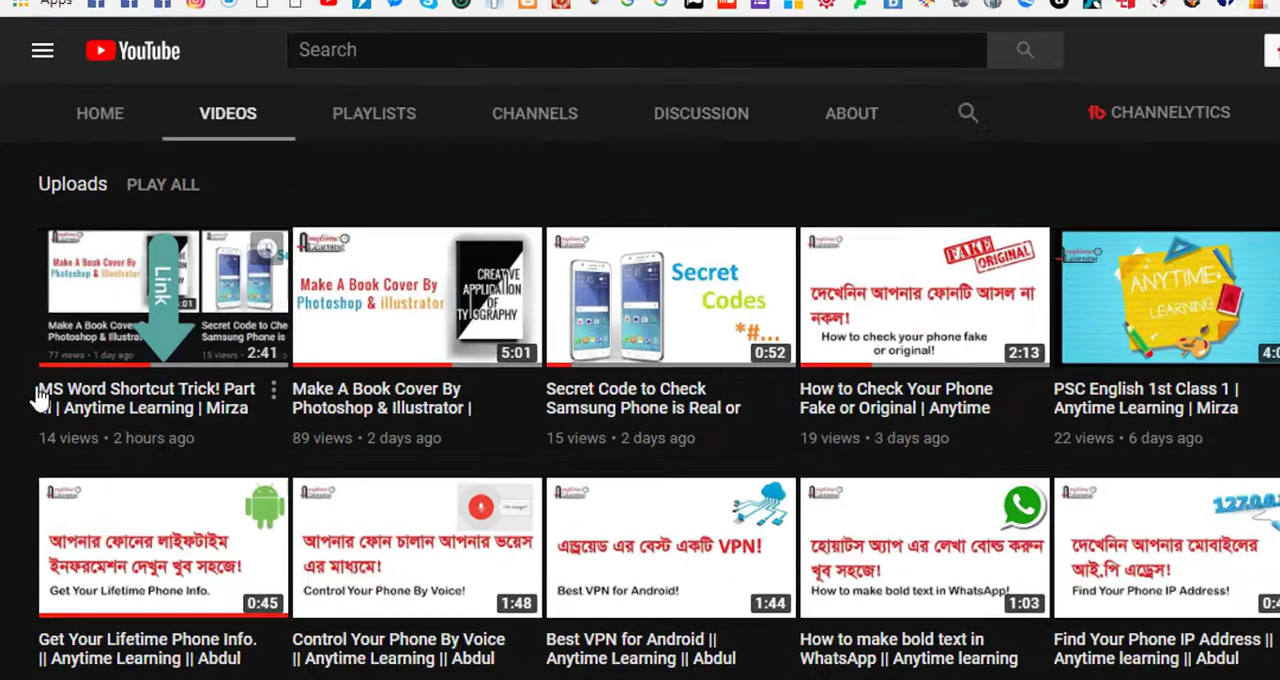 Apps
YouTube
Search
HOME
VIDEOS
PLAYLISTS
CHANNELS
DISCUSSION
ABOUT
CHANNELYTICS
Uploads PLAY ALL
Make A Book Cove
Photoshop & Illustra
Link
Make A Book Cove
Photoshop & Illustra
77 views • 1 day ago
Secret Code to Che
Samsung Phone is
15 views • 2:41
Make A Book Cover By
Photoshop & illustrator
CREATIVE
APPLICATION
OF
TYPOGRAPHY
5:01
Secret
Codes
*#...
0:52
FAKE
ORIGINAL
দেখেনিন আপনার ফোনটি আসল না
নকল!
How to check your phone fake
or original!
2:13
ANYTIME
LEARNING
4:0
MS Word Shortcut Trick! Part
| Anytime Learning | Mirza
14 views • 2 hours ago
Make A Book Cover By
Photoshop & Illustrator |
89 views • 2 days ago
Secret Code to Check
Samsung Phone is Real or
15 views • 2 days ago
How to Check Your Phone
Fake or Original | Anytime
19 views • 3 days ago
PSC English 1st Class 1 |
Anytime Learning | Mirza
22 views • 6 days ago
আপনার ফোনের লাইফটাইম
ইনফরমেশন দেখুন খুব সহজে!
Get Your Lifetime Phone Info.
0:45
আপনার ফোন চালান আপনার ভয়েস
এর মাধ্যমে!
Control Your Phone By Voice!
1:48
এন্ড্রয়েড এর বেস্ট একটি VPN!
Best VPN for Android!
1:44
হোয়াটস অ্যাপ এর লেখা বোল্ড করুন
খুব সহজে!
How to make bold text in WhatsApp!
1:03
127.0.0.
দেখেনিন আপনার মোবাইলের
আই.পি এড্রেস!
Find Your Phone IP Address!
0:4
Get Your Lifetime Phone Info.
|| Anytime Learning || Abdul
Control Your Phone By Voice
|| Anytime Learning || Abdul
Best VPN for Android ||
Anytime Learning || Abdul
How to make bold text in
WhatsApp || Anytime learning
Find Your Phone IP Address ||
Anytime learning || Abdul